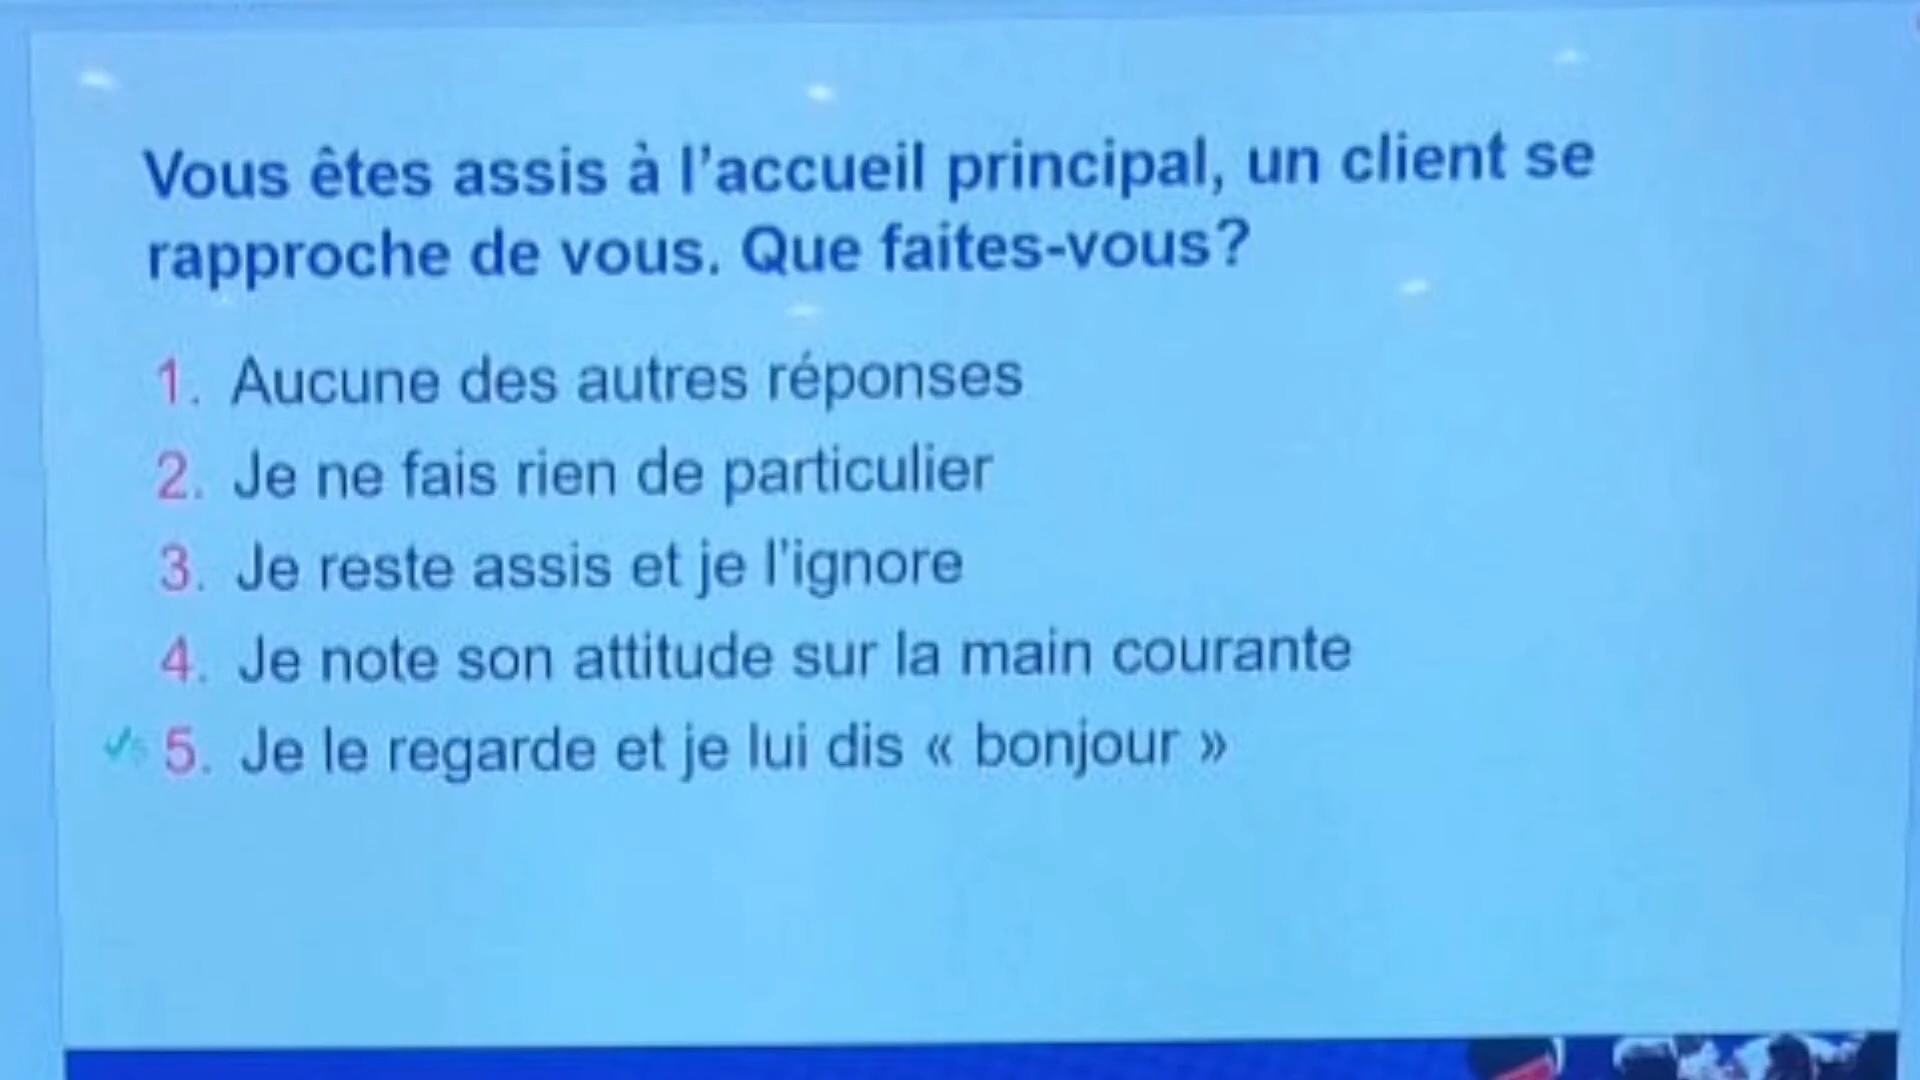 Vous êtes assis à l'accueil principal, un client se
rapproche de vous. Que faites-vous?
1. Aucune des autres réponses
2. Je ne fais rien de particulier
3. Je reste assis et je l'ignore
4. Je note son attitude sur la main courante
5. Je le regarde et je lui dis « bonjour »